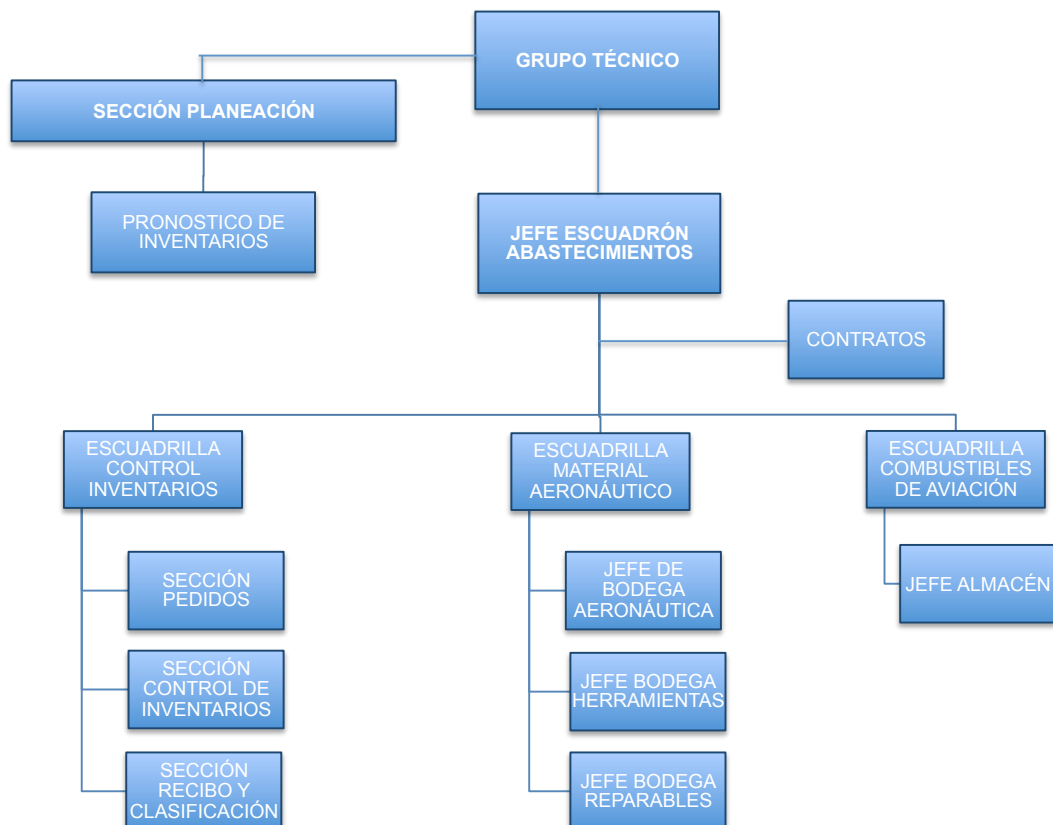 GRUPO TÉCNICO
SECCIÓN PLANEACIÓN
PRONOSTICO DE
INVENTARIOS
JEFE ESCUADRÓN
ABASTECIMIENTOS
CONTRATOS
ESCUADRILLA
CONTROL
INVENTARIOS
ESCUADRILLA
MATERIAL
AERONÁUTICO
ESCUADRILLA
COMBUSTIBLES
DE AVIACIÓN
SECCIÓN
PEDIDOS
JEFE DE
BODEGA
AERONÁUTICA
JEFE ALMACÉN
SECCIÓN
CONTROL DE
INVENTARIOS
JEFE BODEGA
HERRAMIENTAS
SECCIÓN
RECIBO Y
CLASIFICACIÓN
JEFE BODEGA
REPARABLES